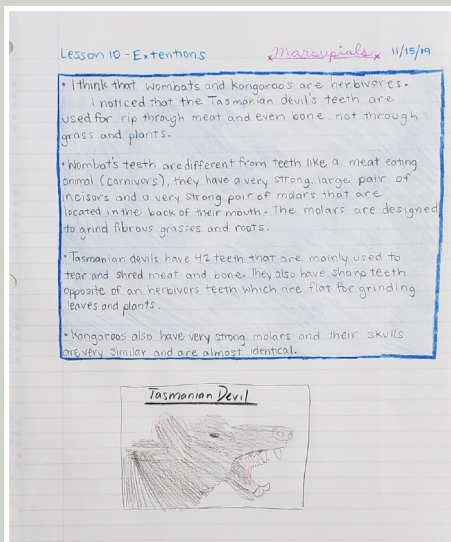 Lesson 10 - Extentions
Marsupials
11/15/19
• I think that Wombats and Kangaroos are herbivores.
I noticed that the Tasmanian devil's teeth are
used for rip through meat and even bone, not through
grass and plants.
• Wombat's teeth are different from teeth like a meat eating
animal (carnivors), they have a very strong, large pair of
incisors and a very strong pair of molars that are
located in the back of their mouth. The molars are designed
to grind fibrous grasses and roots.
• Tasmanian devils have 42 teeth that are mainly used to
tear and shred meat and bone. They also have sharp teeth
opposite of an herbivors teeth which are flat for grinding
leaves and plants.
• Kangaroos also have very strong molars and their skulls
are very similar and are almost identical.
Tasmanian Devil